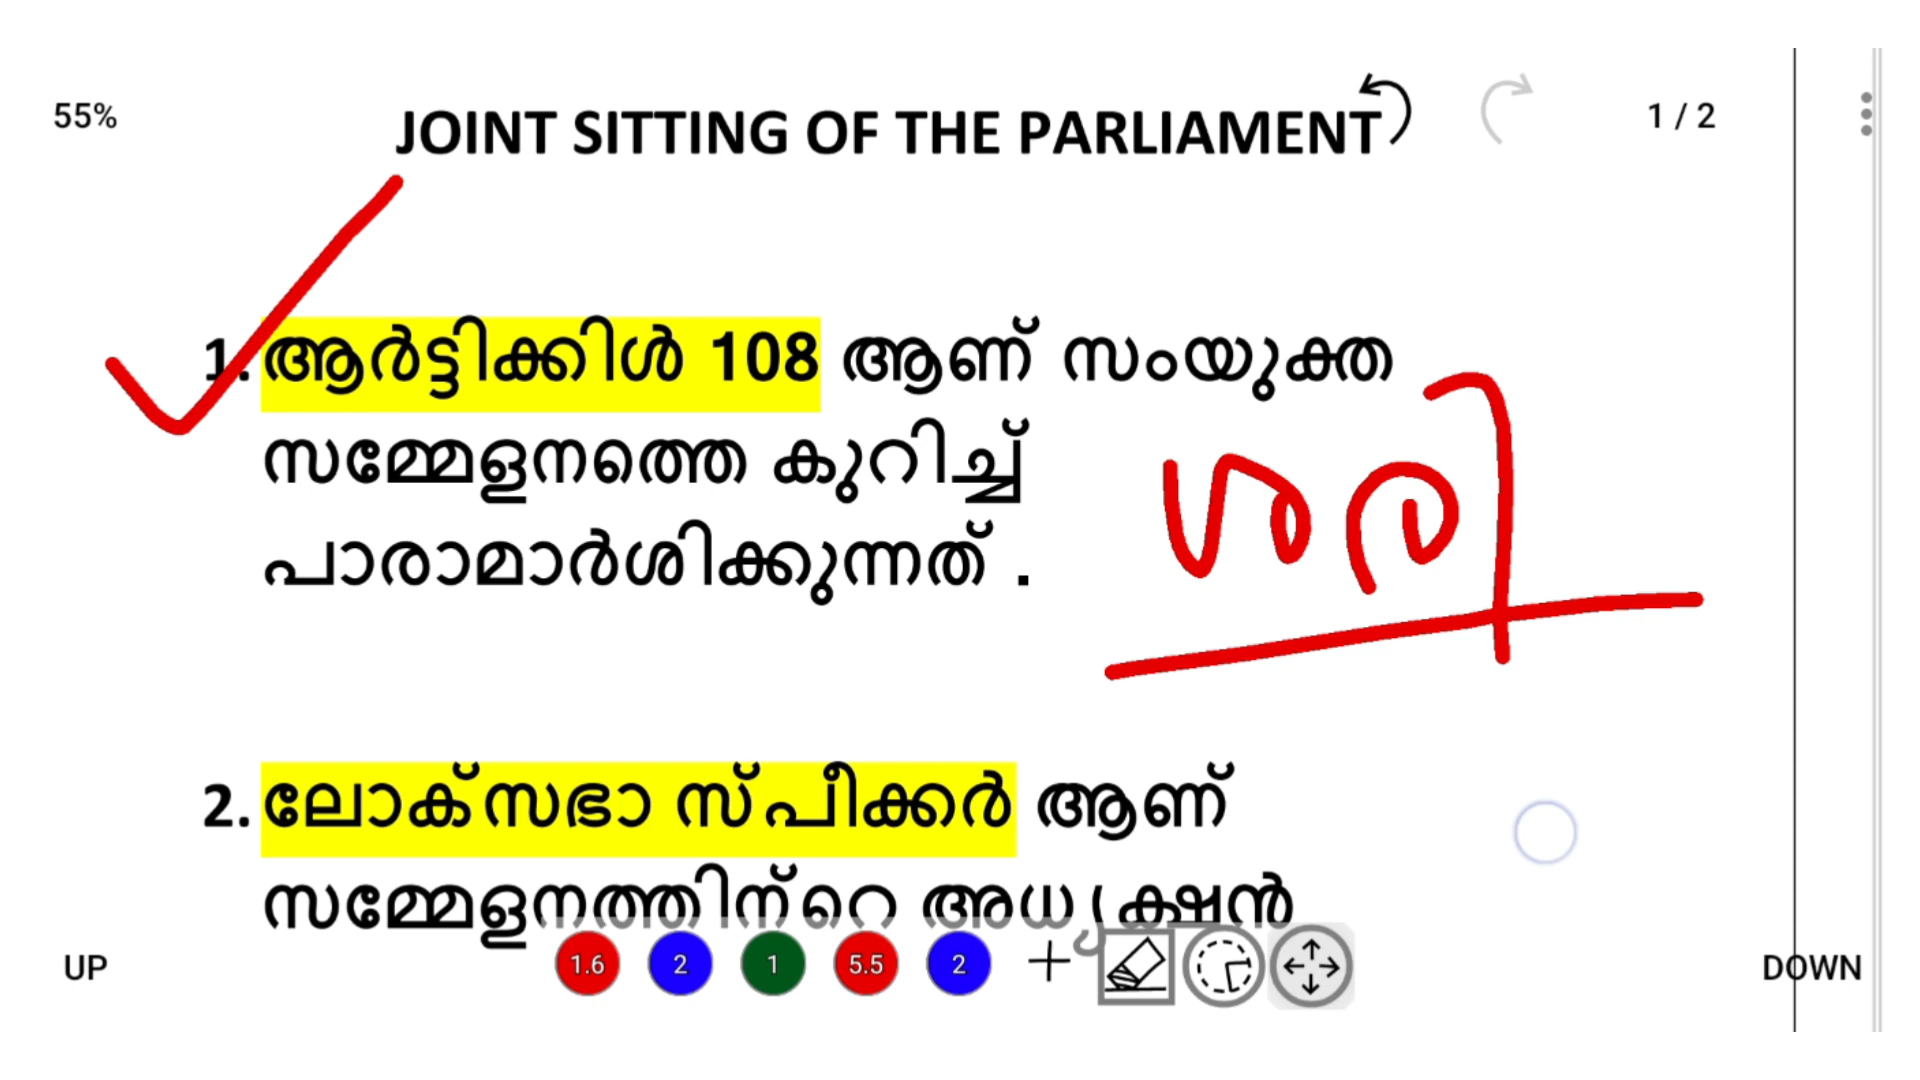 55%
JOINT SITTING OF THE PARLIAMENT
1 / 2
1. ആർട്ടിക്കിൾ 108 ആണ് സംയുക്ത
സമ്മേളനത്തെ കുറിച്ച്
പാരാമാർശിക്കുന്നത് .
ശരി
2. ലോക്സഭാ സ്പീക്കർ ആണ്
സമ്മേളനത്തിന്റെ അധ്യക്ഷൻ
UP
1.6
2
1
5.5
2
DOWN